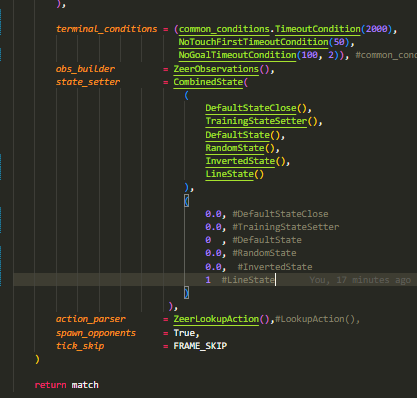 ),
terminal_conditions = (common_conditions.TimeoutCondition(2000),
NoTouchFirstTimeoutCondition(50),
NoGoalTimeoutCondition(100, 2)), #common_cond
obs_builder = ZeerObservations(),
state_setter = CombinedState(
(
DefaultStateClose(),
TrainingStateSetter(),
DefaultState(),
RandomState(),
InvertedState(),
LineState()
),
(
0.0, #DefaultStateClose
0.0, #TrainingStateSetter
0 , #DefaultState
0.0, #RandomState
0.0, #InvertedState
1 #LineState You, 17 minutes ago
)
),
action_parser = ZeerLookupAction(),#LookupAction(),
spawn_opponents = True,
tick_skip = FRAME_SKIP
)
return match